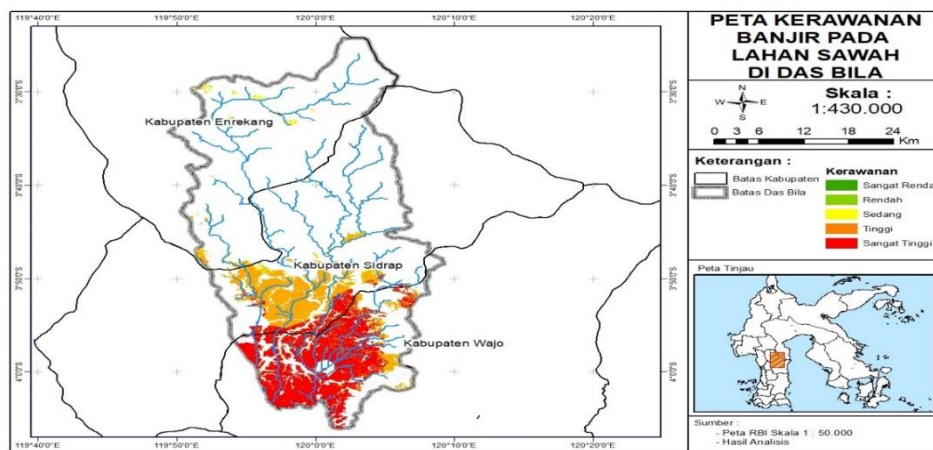 119°40'0"E 119°50'0"E 120°0'0"E 120°10'0"E 120°20'0"E
3°30'0"S
3°40'0"S
3°50'0"S
4°0'0"S
Kabupaten Enrekang
Kabupaten Sidrap
Kabupaten Wajo
3°30'0"S
3°40'0"S
3°50'0"S
4°0'0"S
119°40'0"E 119°50'0"E 120°0'0"E 120°10'0"E 120°20'0"E
PETA KERAWANAN
BANJIR PADA
LAHAN SAWAH
DI DAS BILA
N
W E
S
Skala :
1:430.000
0 3 6 12 18 24
Km
Keterangan :
Batas Kabupaten
Batas Das Bila
Kerawanan
Sangat Renda
Rendah
Sedang
Tinggi
Sangat Tinggi
Peta Tinjau
Sumber :
- Peta RBI Skala 1 : 50.000
- Hasil Analisis